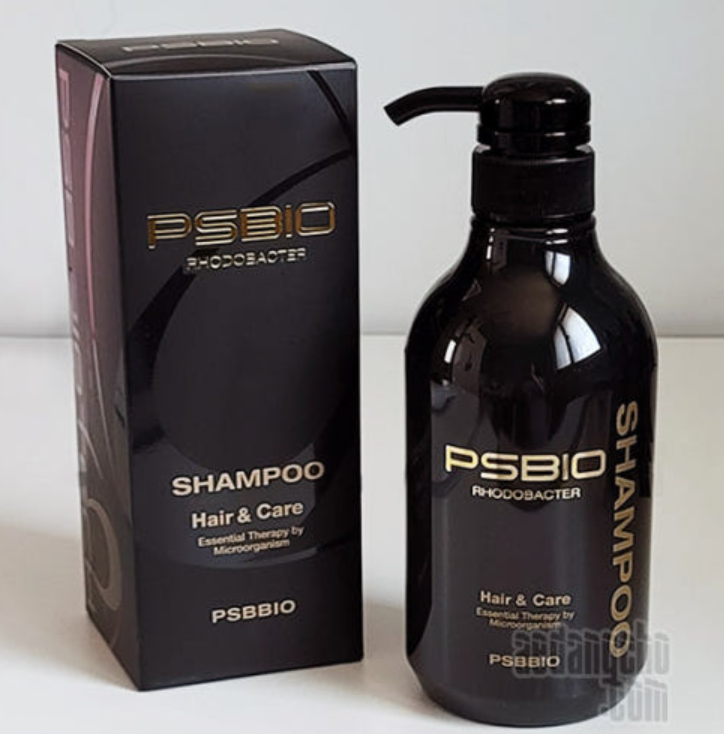 PSBIO
PSBIO
RHODOBACTER
SHAMPOO
Hair & Care
Essential Therapy by
Microorganism
PSBBIO
PSBIO
RHODOBACTER
SHAMPOO
Hair & Care
Essential Therapy by
Microorganism
PSBBIO